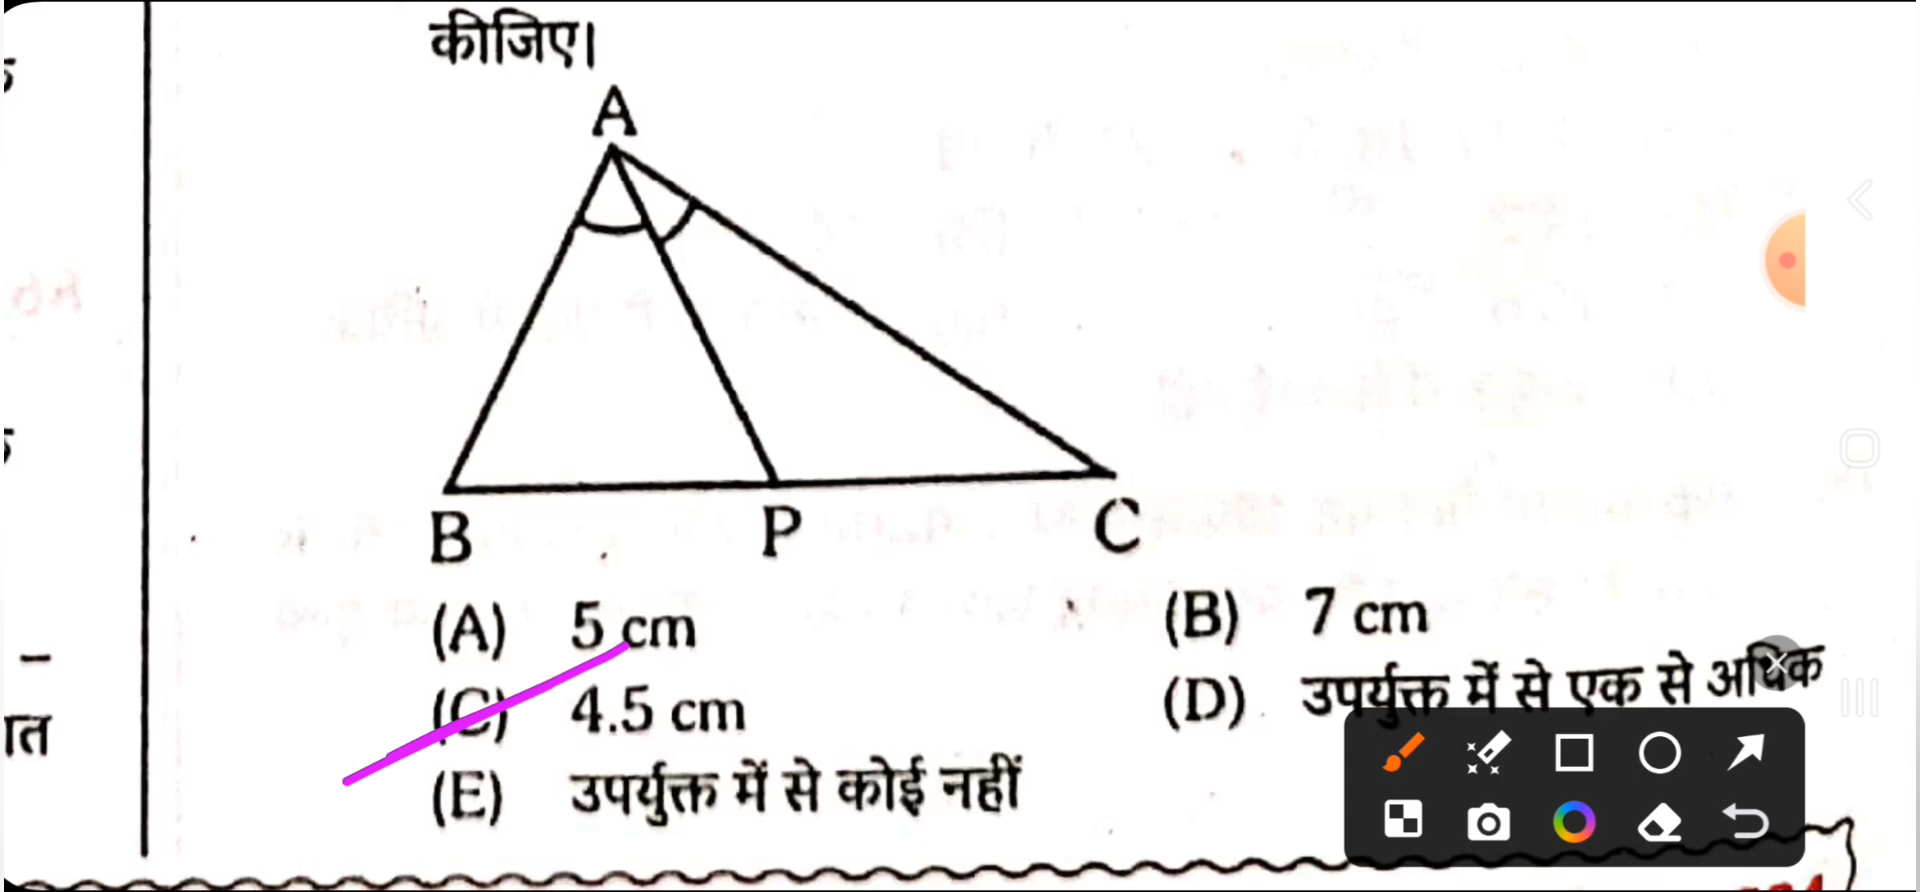 कीजिए।
A
B P C
(A) 5 cm (B) 7 cm
(C) 4.5 cm (D) उपर्युक्त में से एक से अधिक
(E) उपर्युक्त में से कोई नहीं